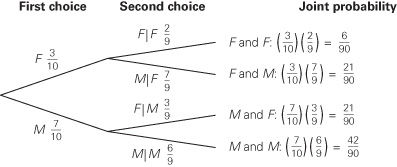 First choice Second choice Joint probability
F|F 2/9
F and F: (3/10)(2/9) = 6/90
F 3/10
M|F 7/9
F and M: (3/10)(7/9) = 21/90
F|M 3/9
M and F: (7/10)(3/9) = 21/90
M 7/10
M|M 6/9
M and M: (7/10)(6/9) = 42/90